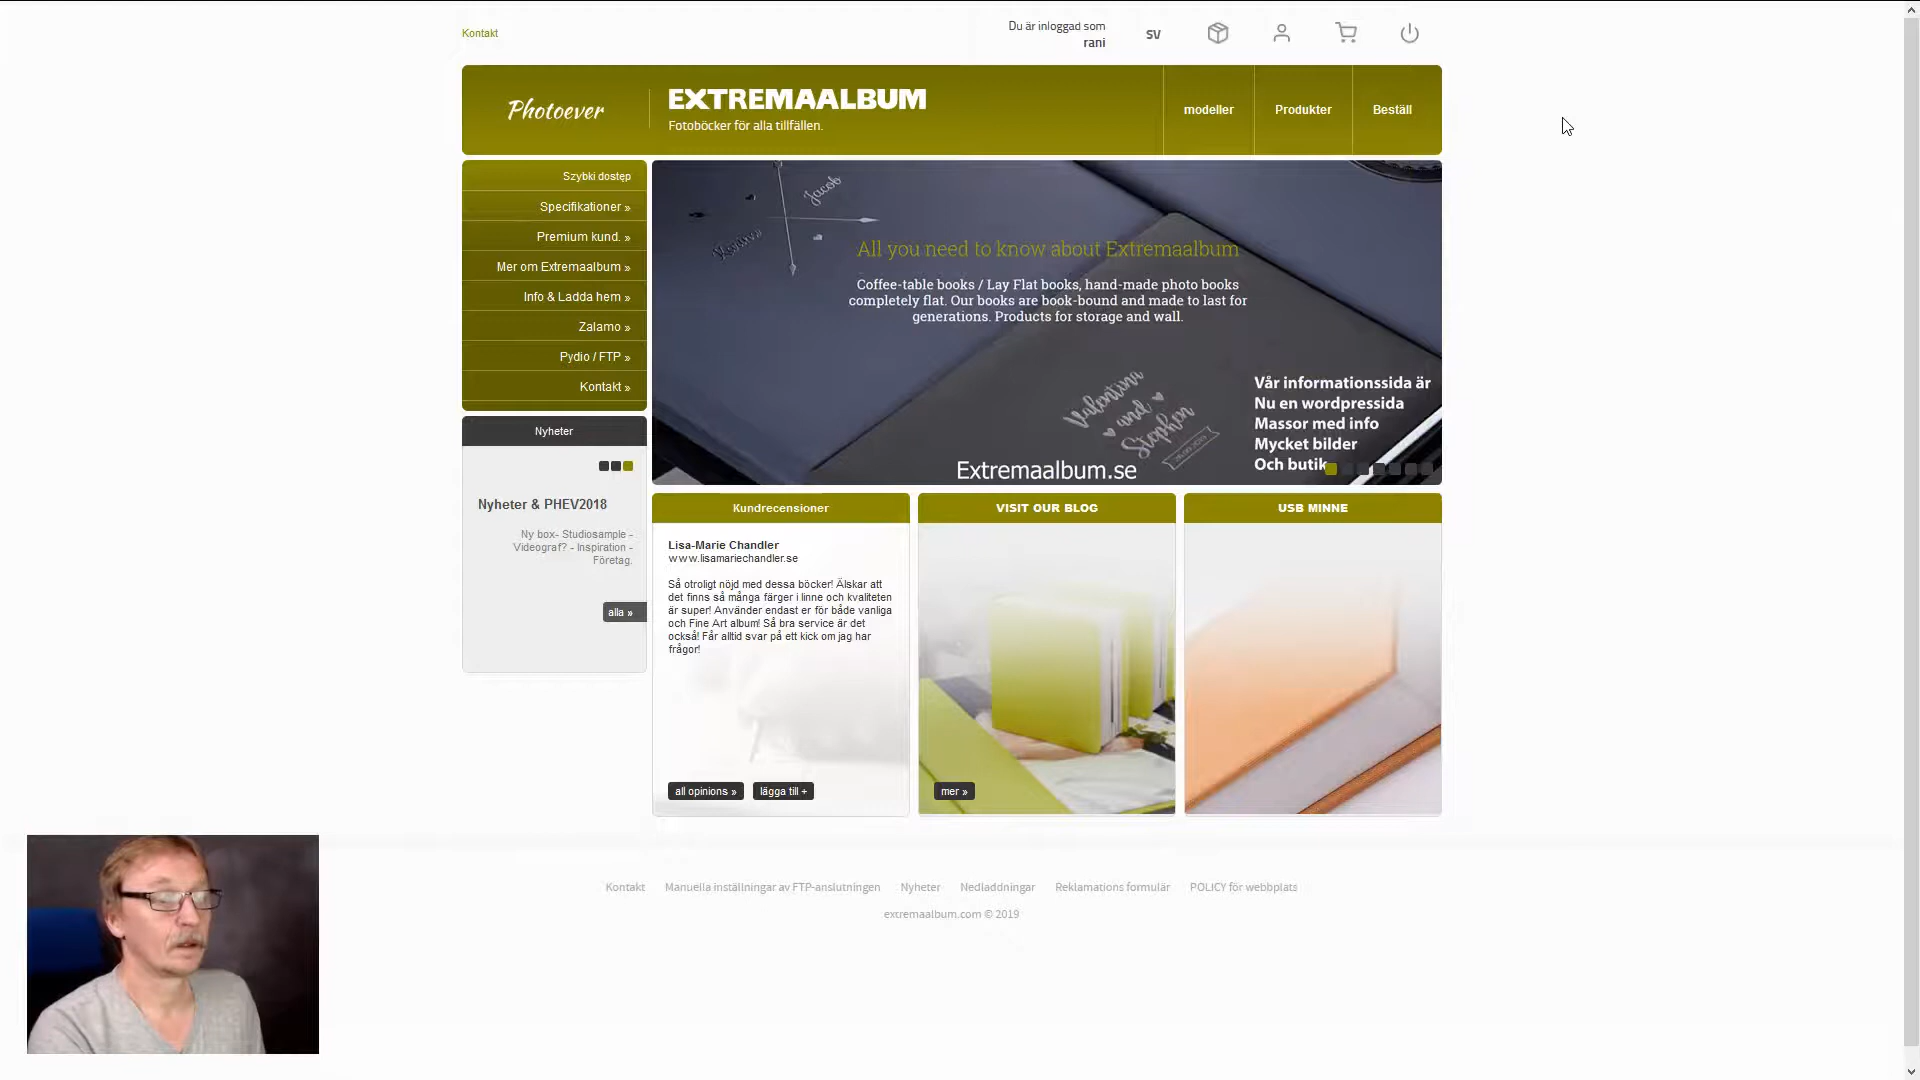 Kontakt
Du är inloggad som
rani
SV
Photoever
EXTREMAALBUM
Fotoböcker för alla tillfällen.
modeller
Produkter
Beställ
Szybki dostęp
Specifikationer »
Premium kund. »
Mer om Extremaalbum »
Info & Ladda hem »
Zalamo »
Pydio / FTP »
Kontakt »
Jacob
All you need to know about Extremaalbum
Coffee-table books / Lay Flat books, hand-made photo books
completely flat. Our books are book-bound and made to last for
generations. Products for storage and wall.
Valentina
and
Stephen
Vår informationssida är
Nu en wordpressida
Massor med info
Mycket bilder
Och butik
Extremaalbum.se
Nyheter
Nyheter & PHEV2018
Ny box- Studiosample -
Videograf? - Inspiration -
Företag.
alla »
Kundrecensioner
Lisa-Marie Chandler
www.lisamariechandler.se
Så otroligt nöjd med dessa böcker! Älskar att
det finns så många färger i linne och kvaliteten
är super! Använder endast er för både vanliga
och Fine Art album! Så bra service är det
också! Får alltid svar på ett kick om jag har
frågor!
all opinions »
lägga till +
VISIT OUR BLOG
mer »
USB MINNE
Kontakt
Manuella inställningar av FTP-anslutningen
Nyheter
Nedladdningar
Reklamations formulär
POLICY för webbplats
extremaalbum.com © 2019